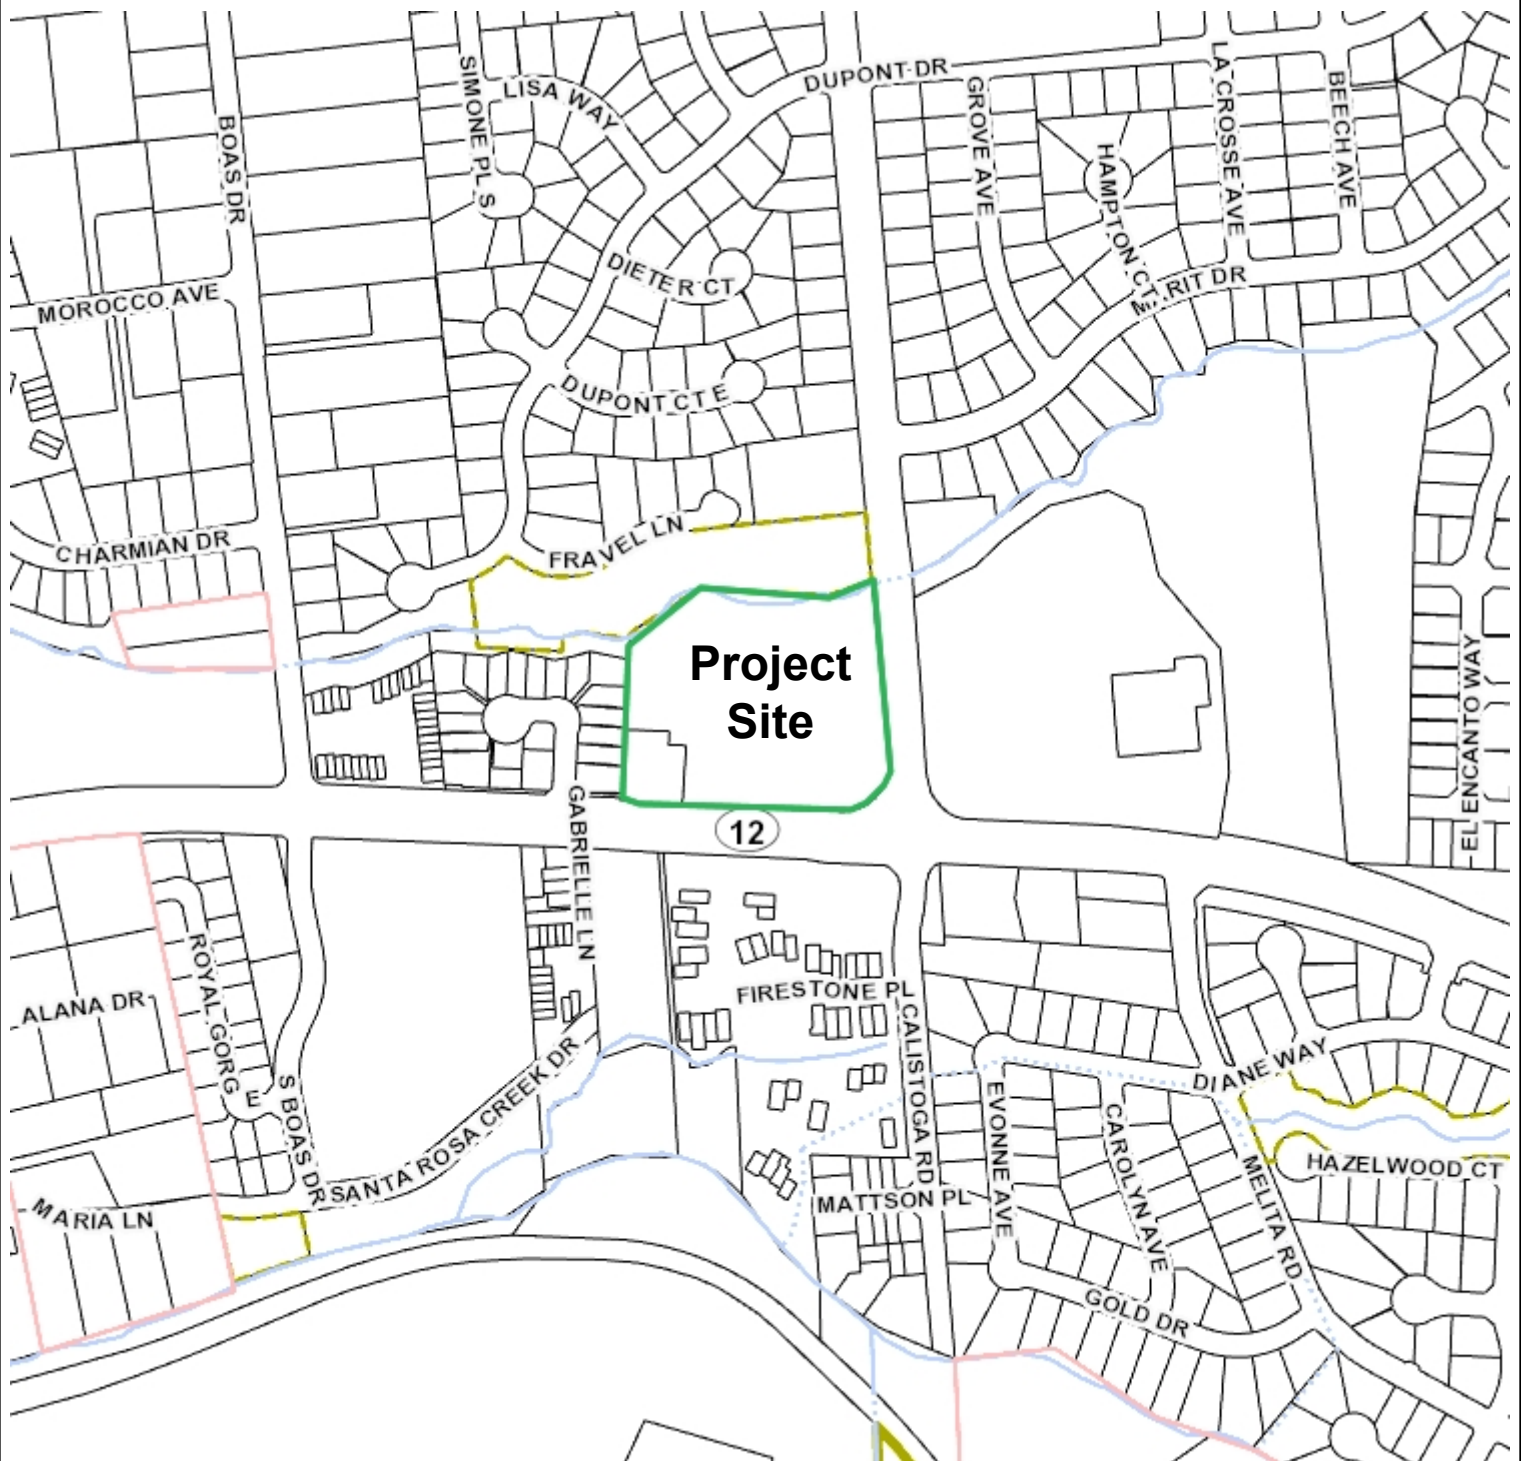 DUPONT DR
SIMONE PL S
LISA WAY
LA CROSSE AVE
BEECH AVE
GROVE AVE
BOAS DR
HAMPTON CT
DIETER CT
MARIT DR
MOROCCO AVE
DUPONT CT E
FRAVEL LN
CHARMIAN DR
Project
Site
EL ENCANTO WAY
GABRIELLE LN
12
ROYAL GORG
E
FIRESTONE PL
ALANA DR
CALISTOGA RD
SANTA ROSA CREEK DR
DIANE WAY
S BOAS DR
EVONNE AVE
CAROLYN AVE
MELITA RD
HAZELWOOD CT
MATTSON PL
MARIA LN
GOLD DR